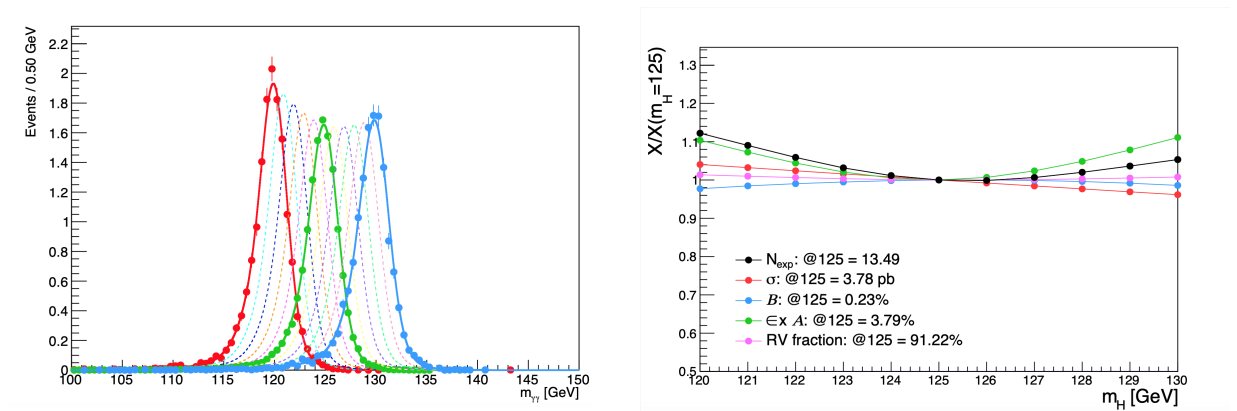 Events / 0.50 GeV
2.2
2
1.8
1.6
1.4
1.2
1
0.8
0.6
0.4
0.2
0
100 105 110 115 120 125 130 135 140 145 150
mγγ [GeV]
X/X(mH=125)
1.3
1.2
1.1
1
0.9
0.8
0.7
0.6
0.5
Nexp: @125 = 13.49
σ: @125 = 3.78 pb
B: @125 = 0.23%
∈x A: @125 = 3.79%
RV fraction: @125 = 91.22%
120 121 122 123 124 125 126 127 128 129 130
mH [GeV]